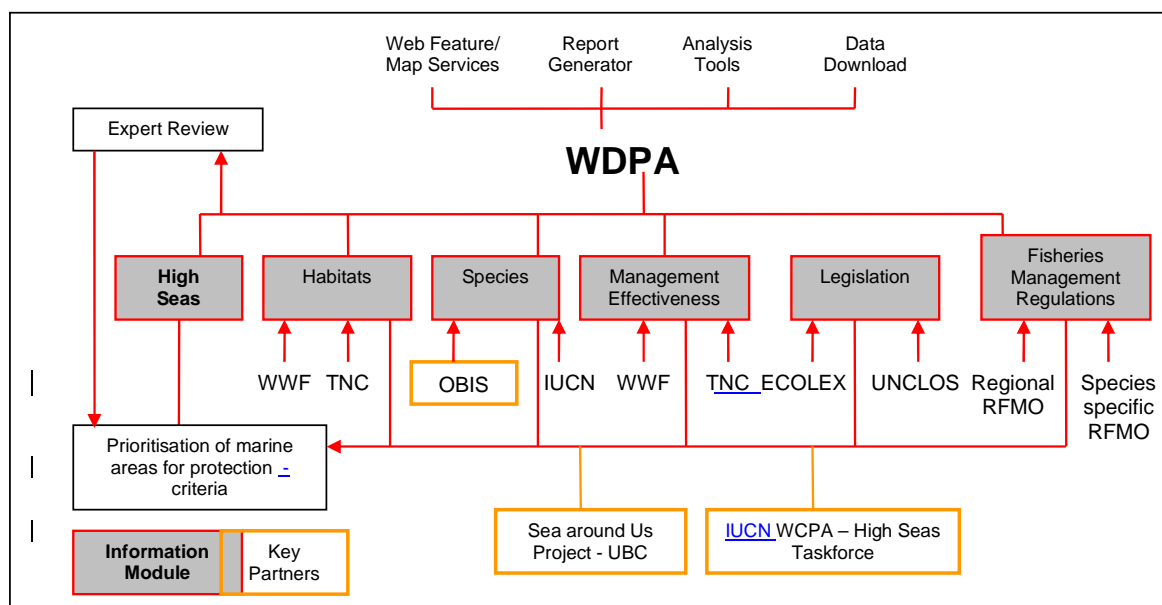 Web Feature/
Map Services
Report
Generator
Analysis
Tools
Data
Download
Expert Review
WDPA
High
Seas
Habitats
Species
Management
Effectiveness
Legislation
Fisheries
Management
Regulations
WWF
TNC
OBIS
IUCN
WWF
TNC
ECOLEX
UNCLOS
Regional
RFMO
Species
specific
RFMO
Prioritisation of marine
areas for protection -
criteria
Sea around Us
Project - UBC
IUCN WCPA – High Seas
Taskforce
Information
Module
Key
Partners